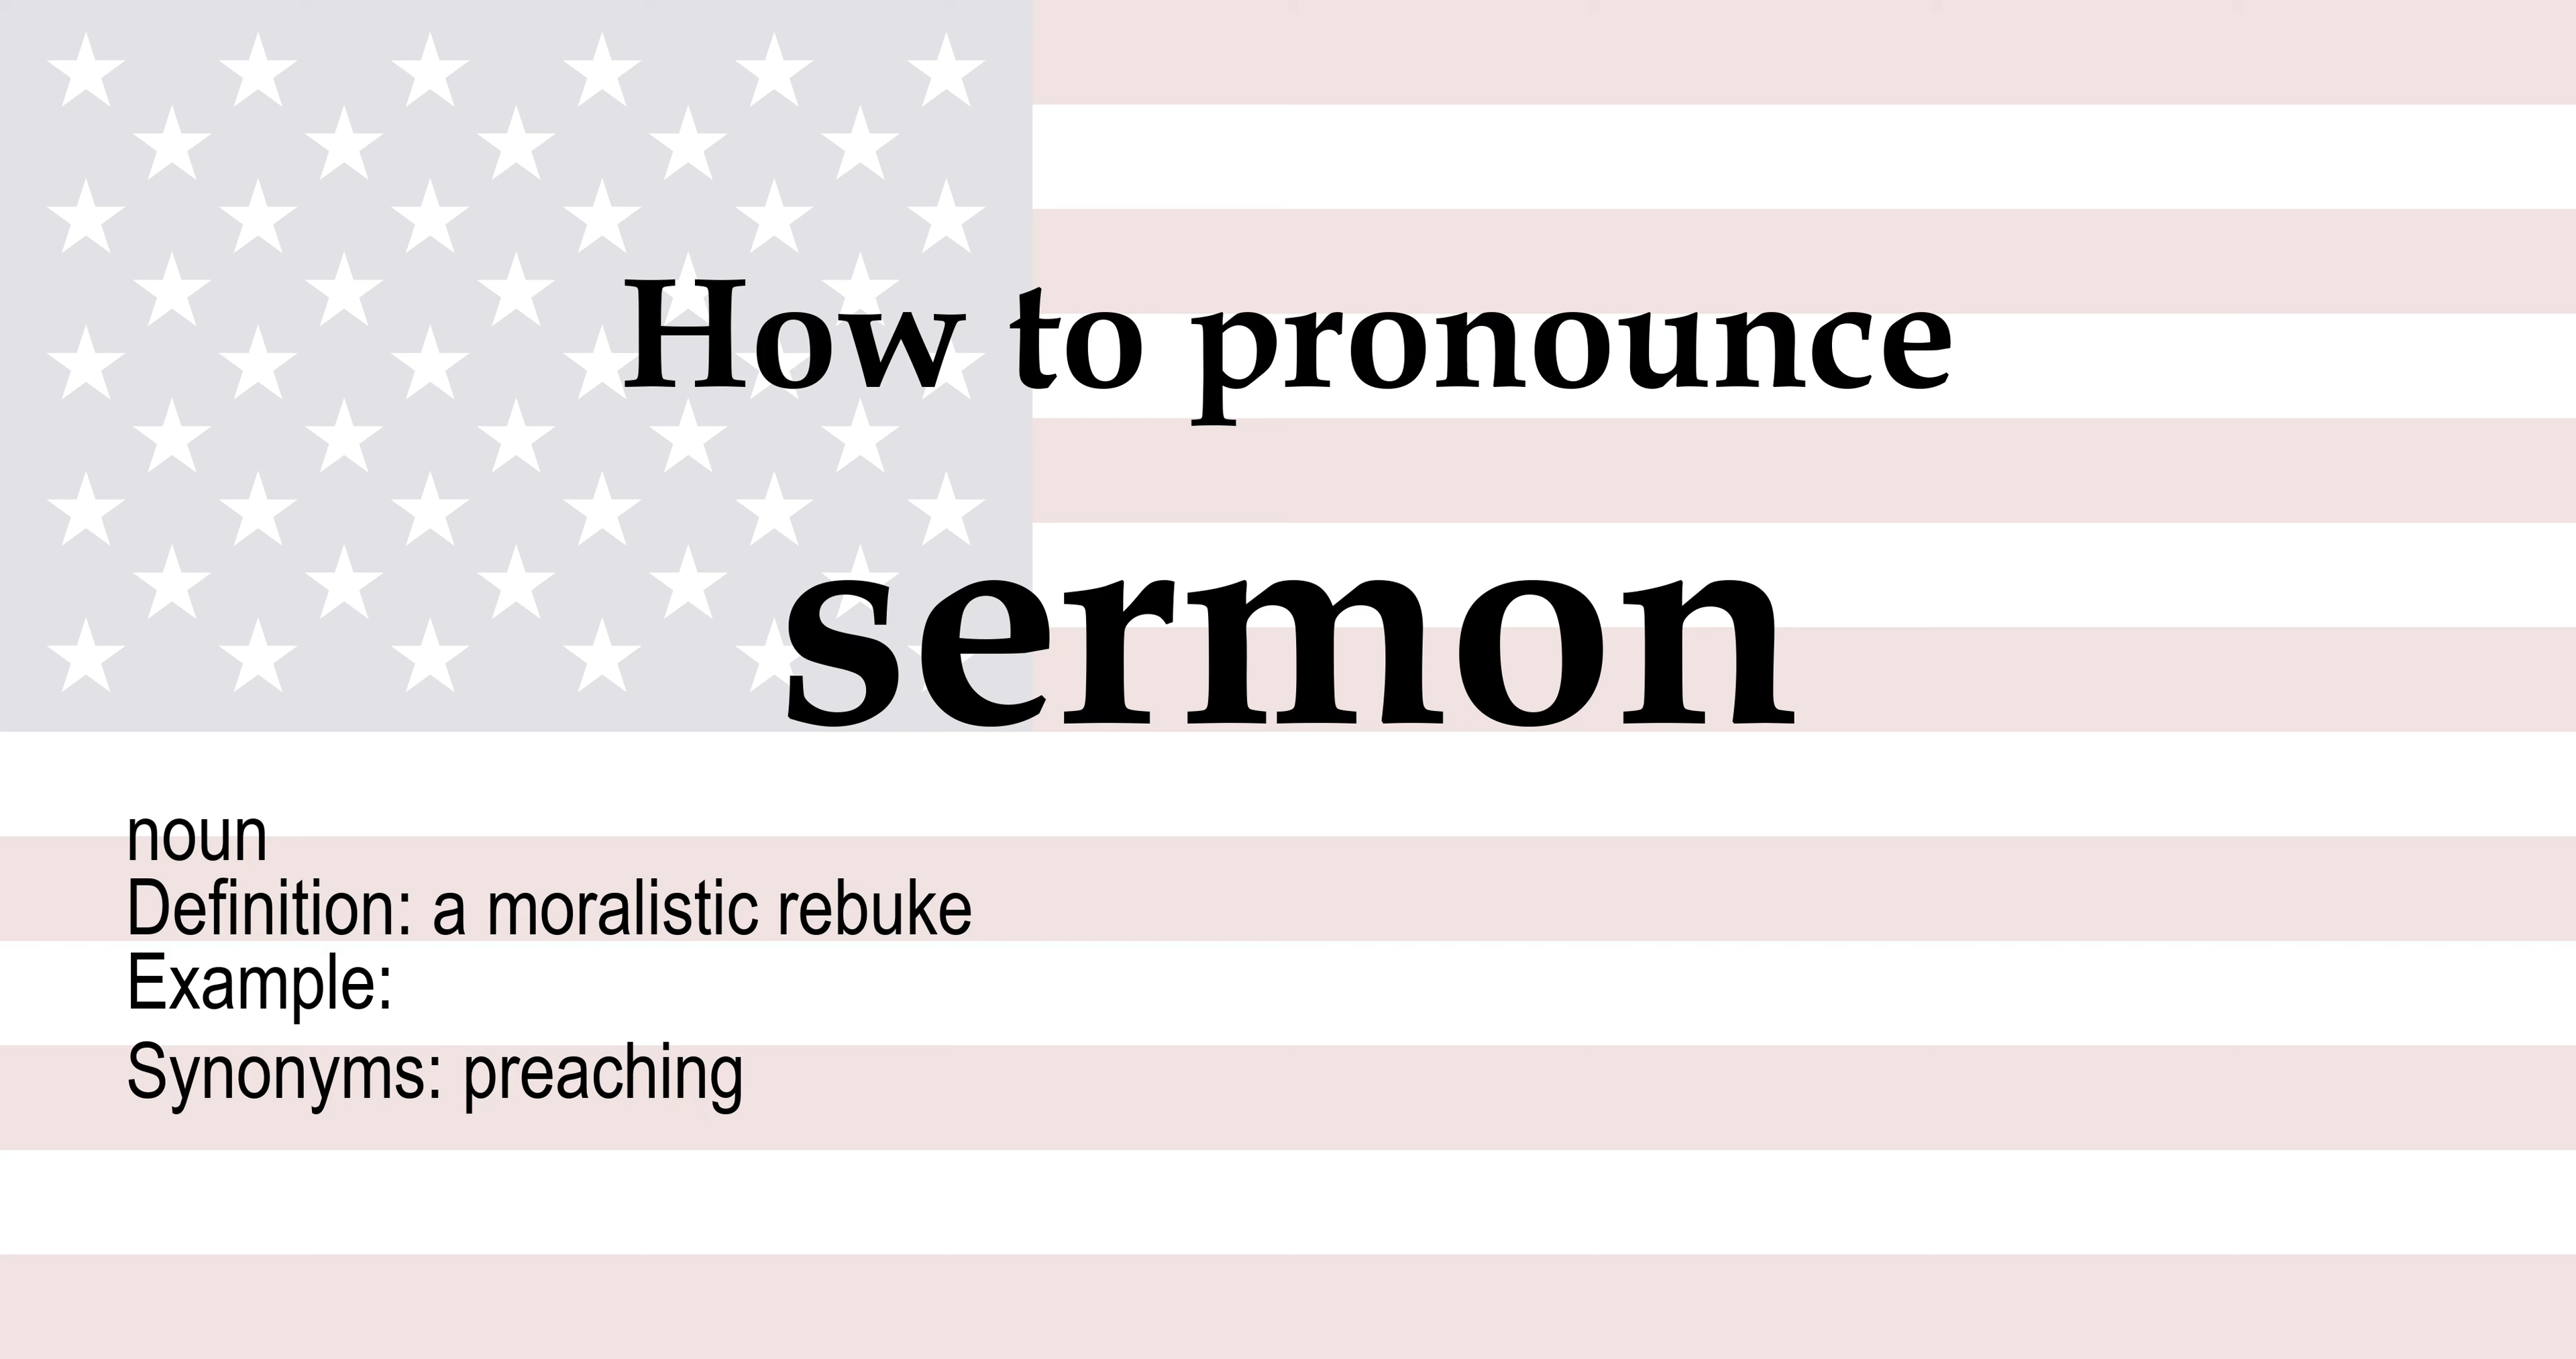 How to pronounce
sermon
noun
Definition: a moralistic rebuke
Example:
Synonyms: preaching